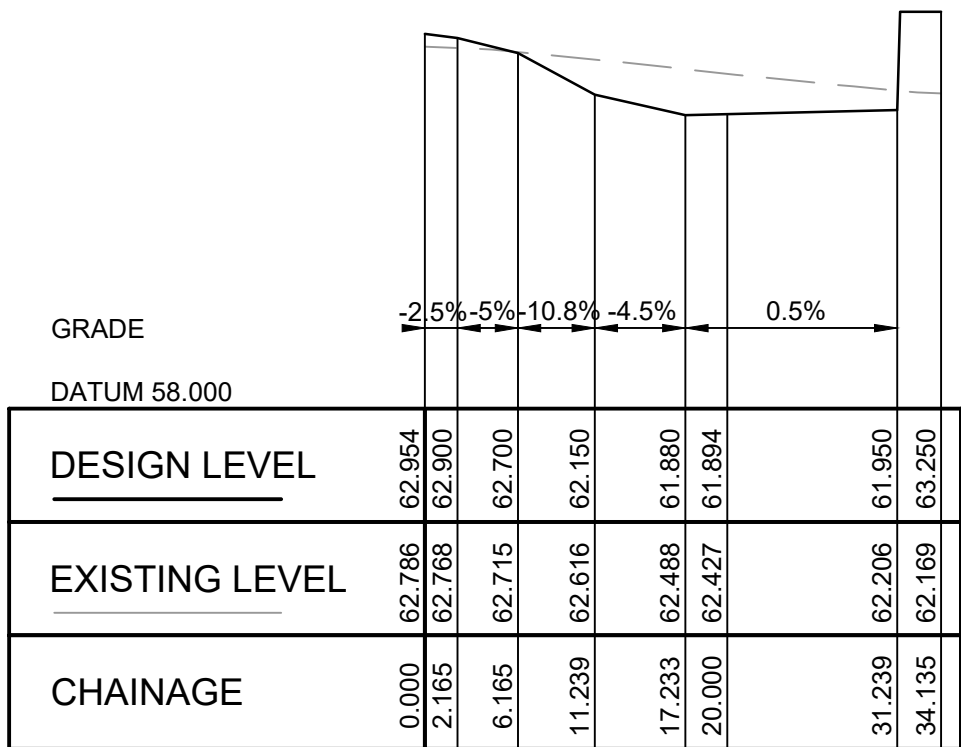 -2.5% -5% -10.8% -4.5% 0.5%
GRADE
DATUM 58.000
DESIGN LEVEL 62.954 62.900 62.700 62.150 61.880 61.894 61.950 63.250
EXISTING LEVEL 62.786 62.768 62.715 62.616 62.488 62.427 62.206 62.169
CHAINAGE 0.000 2.165 6.165 11.239 17.233 20.000 31.239 34.135